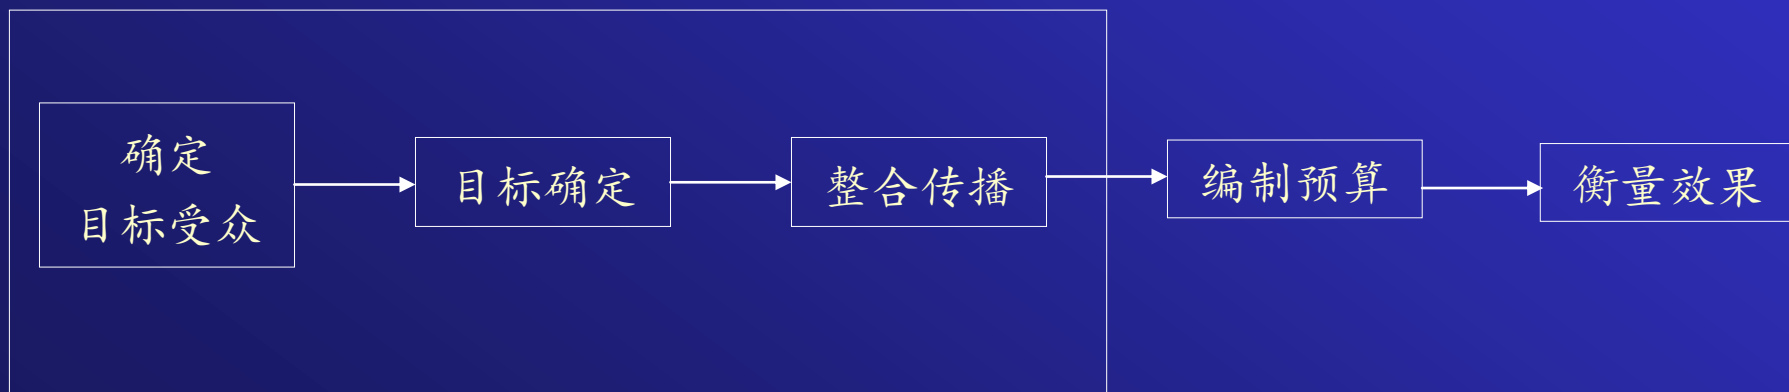 确定
目标受众
目标确定
整合传播
编制预算
衡量效果